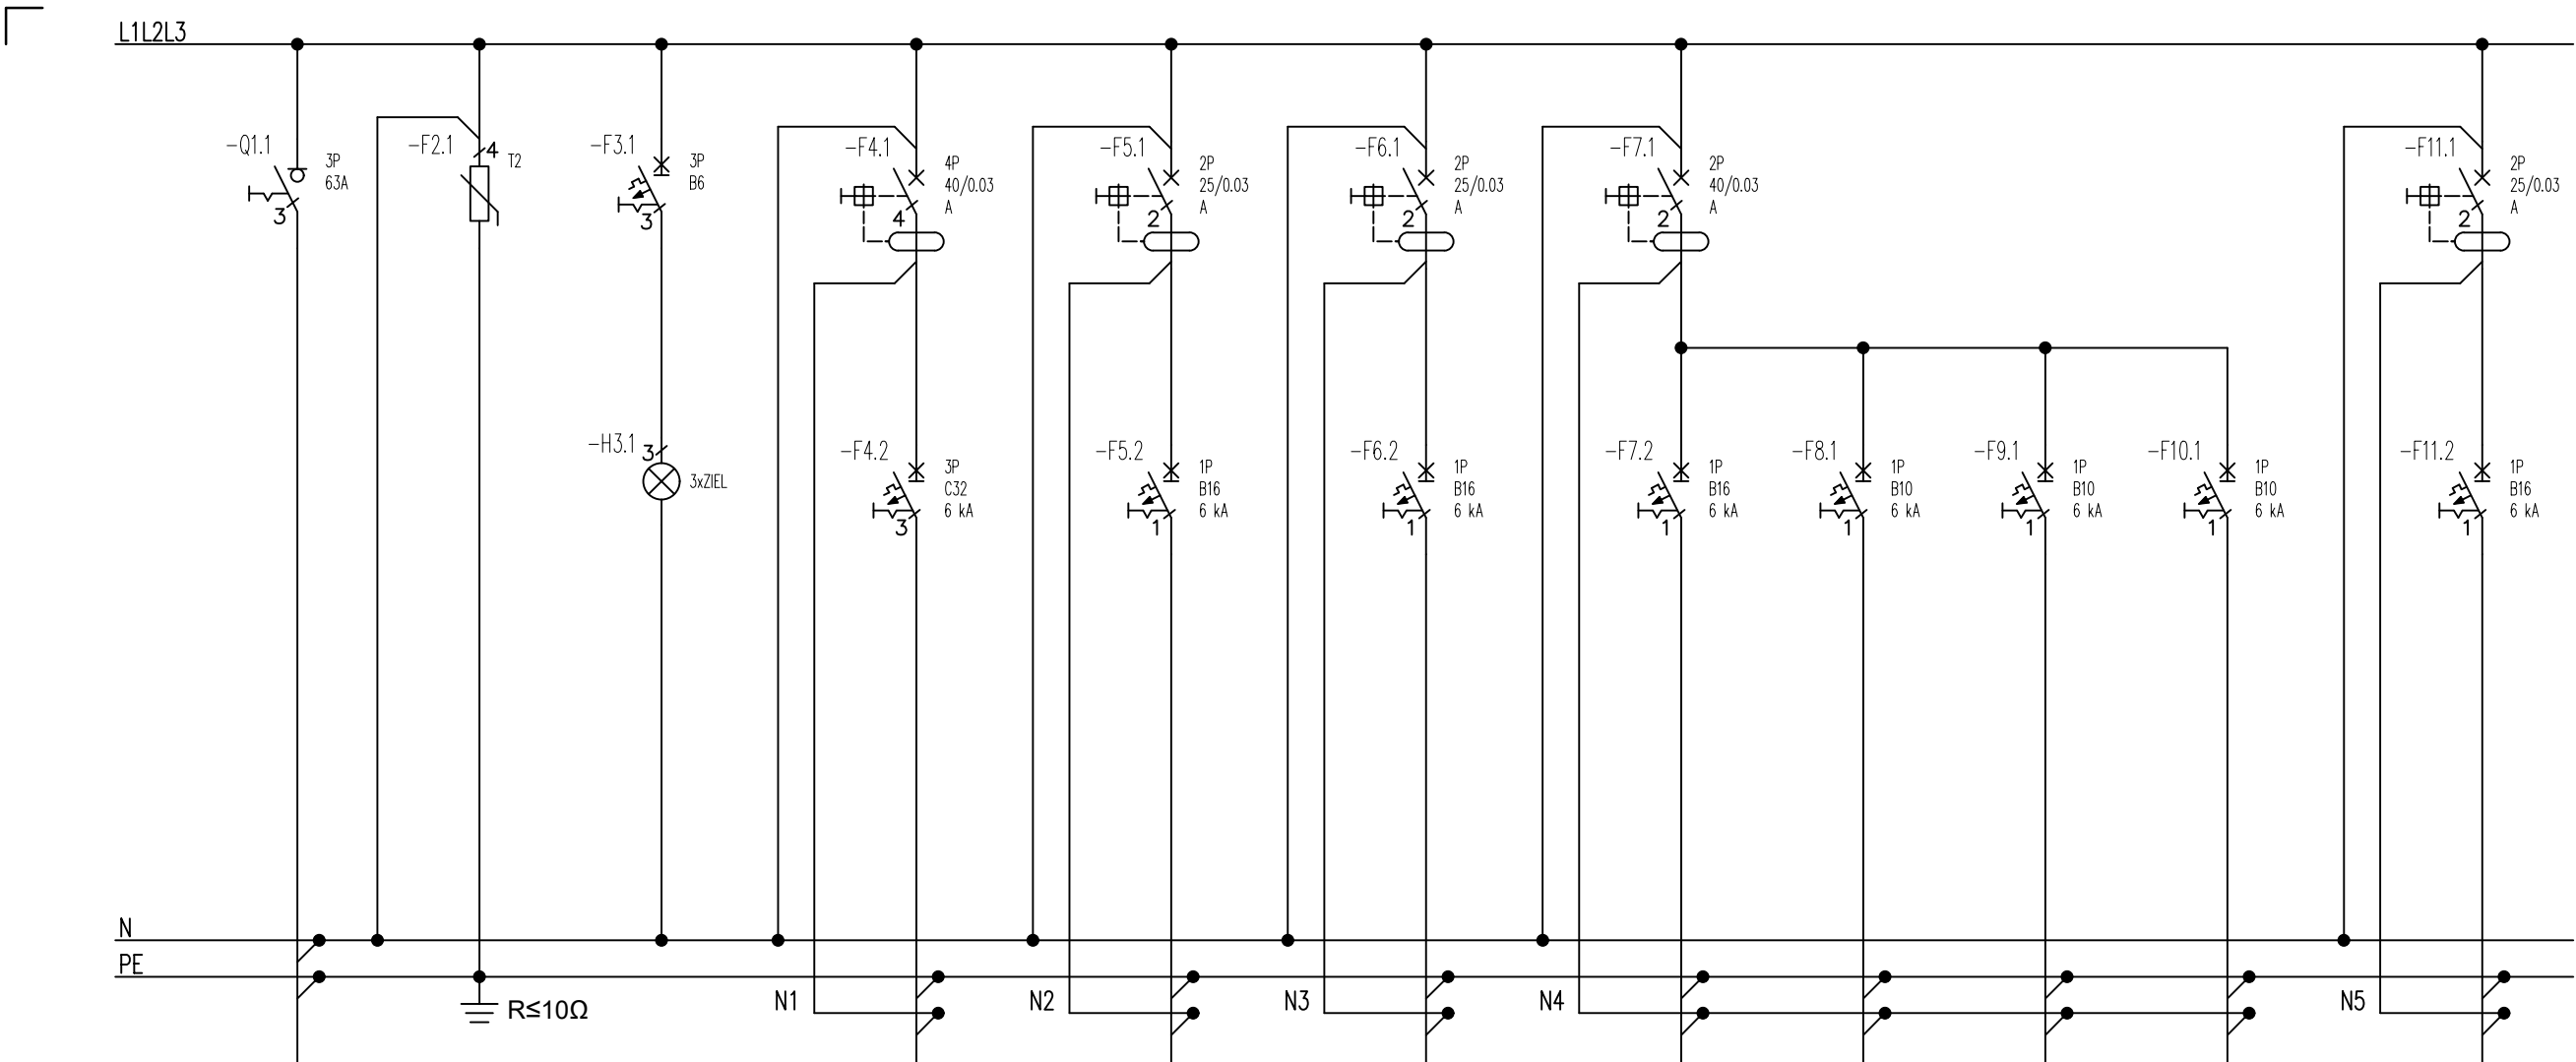 L1L2L3
-Q1.1
3P
63A
3
-F2.1
4
T2
-F3.1
3P
B6
3
-F4.1
4P
40/0.03
A
4
-F5.1
2P
25/0.03
A
2
-F6.1
2P
25/0.03
A
2
-F7.1
2P
40/0.03
A
2
-F11.1
2P
25/0.03
A
2
-H3.1
3
3xZIEL
-F4.2
3P
C32
6 kA
3
-F5.2
1P
B16
6 kA
1
-F6.2
1P
B16
6 kA
1
-F7.2
1P
B16
6 kA
1
-F8.1
1P
B10
6 kA
1
-F9.1
1P
B10
6 kA
1
-F10.1
1P
B10
6 kA
1
-F11.2
1P
B16
6 kA
1
N
PE
R≤10Ω
N1
N2
N3
N4
N5